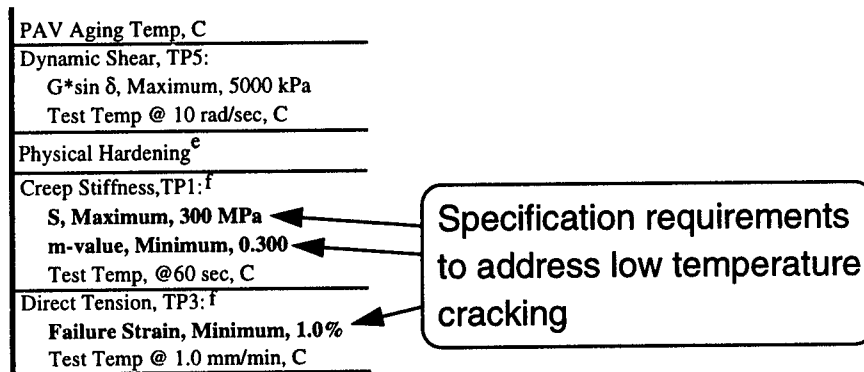 PAV Aging Temp, C
Dynamic Shear, TP5:
G*sin δ, Maximum, 5000 kPa
Test Temp @ 10 rad/sec, C
Physical Hardeningᵉ
Creep Stiffness,TP1:ᶠ
S, Maximum, 300 MPa
m-value, Minimum, 0.300
Test Temp, @60 sec, C
Direct Tension, TP3:ᶠ
Failure Strain, Minimum, 1.0%
Test Temp @ 1.0 mm/min, C
Specification requirements
to address low temperature
cracking